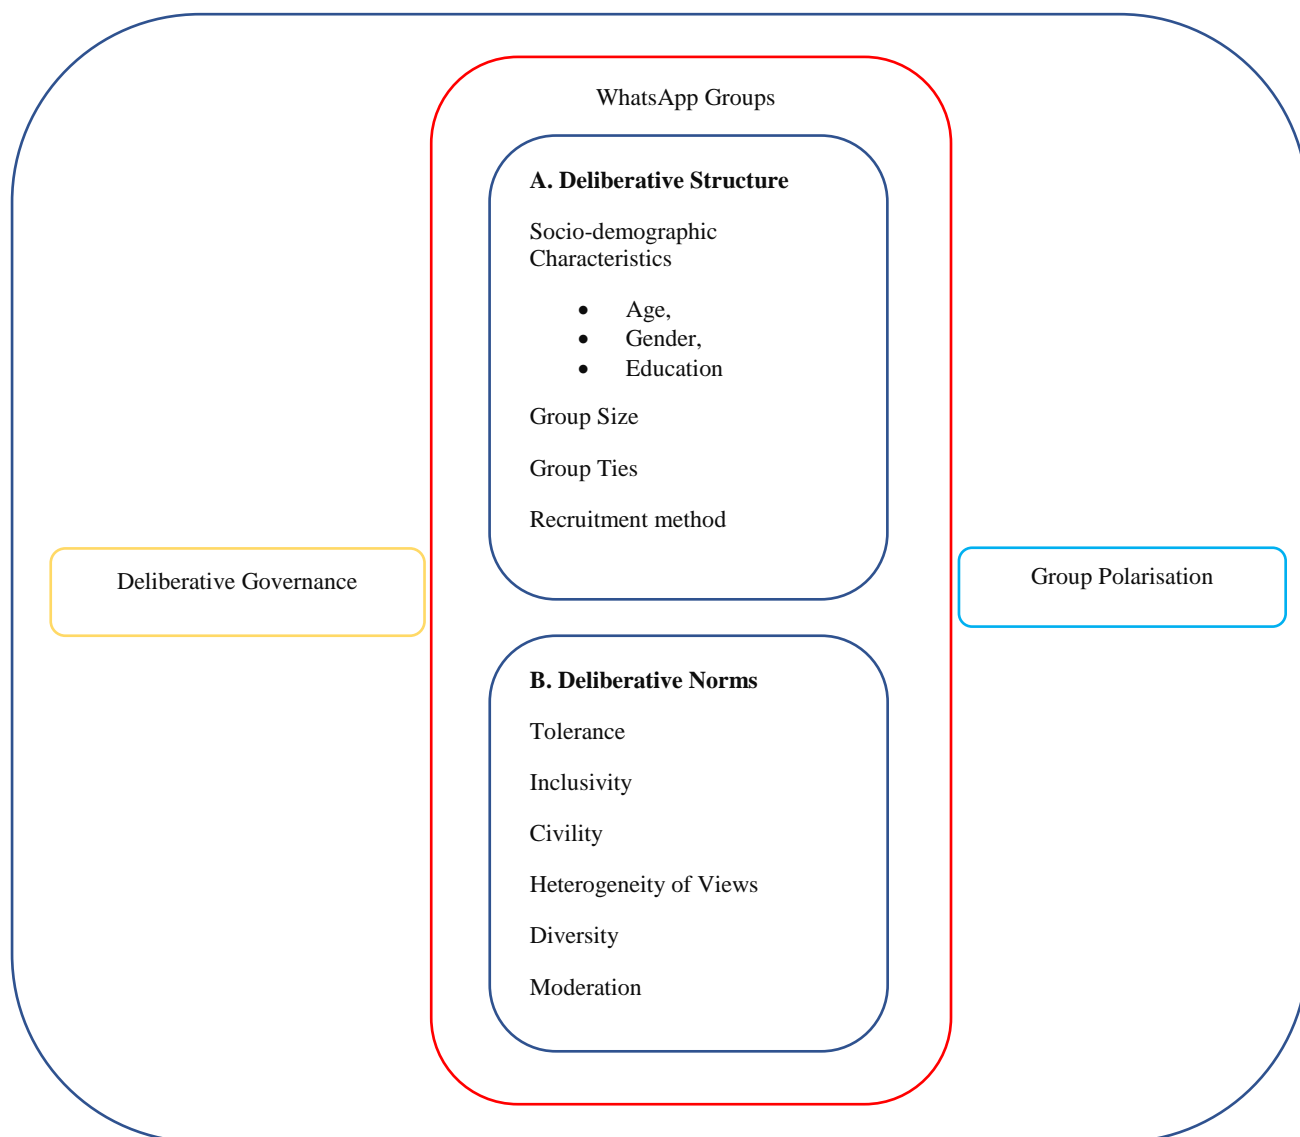 WhatsApp Groups
A. Deliberative Structure
Socio-demographic
Characteristics
• Age,
• Gender,
• Education
Group Size
Group Ties
Recruitment method
Deliberative Governance
Group Polarisation
B. Deliberative Norms
Tolerance
Inclusivity
Civility
Heterogeneity of Views
Diversity
Moderation